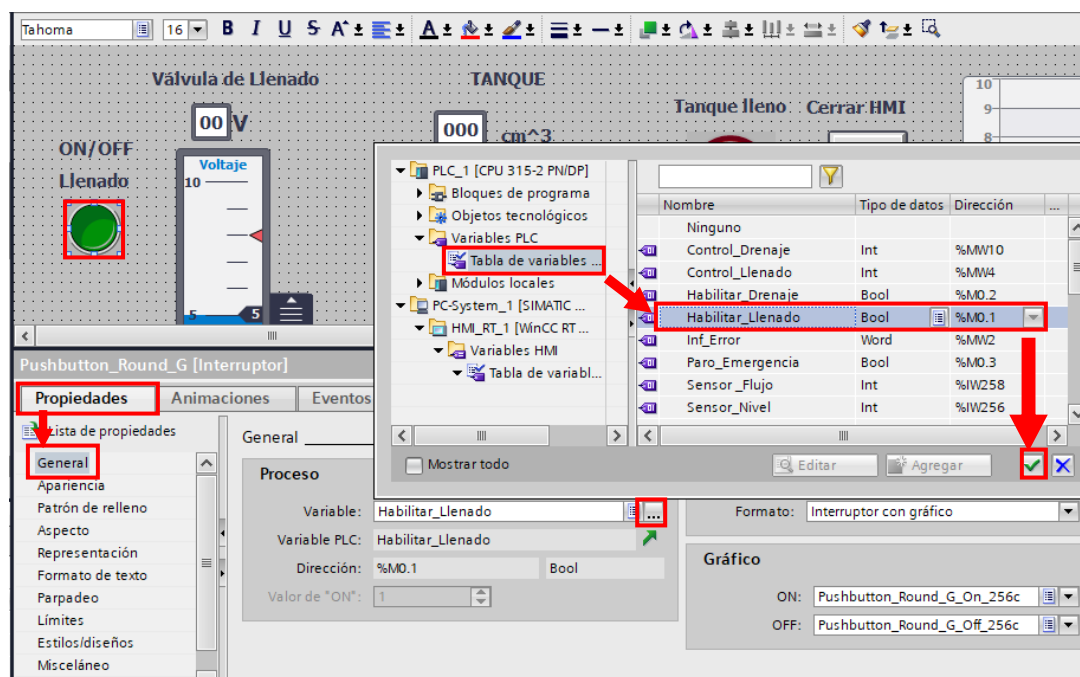 Tahoma 16 B I U S A
Válvula de Llenado TANQUE
Tanque lleno Cerrar HMI
10
9
8
00 V
000 cm^3
ON/OFF
Llenado
Voltaje
10
5 5
PLC_1 [CPU 315-2 PN/DP]
Bloques de programa
Objetos tecnológicos
Variables PLC
Tabla de variables ...
Módulos locales
PC-System_1 [SIMATIC ...
HMI_RT_1 [WinCC RT ...
Variables HMI
Tabla de variabl...
Nombre Tipo de datos Dirección ...
Ninguno
Control_Drenaje Int %MW10
Control_Llenado Int %MW4
Habilitar_Drenaje Bool %M0.2
Habilitar_Llenado Bool %M0.1
Inf_Error Word %MW2
Paro_Emergencia Bool %M0.3
Sensor_Flujo Int %IW258
Sensor_Nivel Int %IW256
Mostrar todo Editar Agregar
Pushbutton_Round_G [Interruptor]
Propiedades Animaciones Eventos
Lista de propiedades
General
Apariencia
Patrón de relleno
Aspecto
Representación
Formato de texto
Parpadeo
Límites
Estilos/diseños
Misceláneo
General
Proceso
Variable: Habilitar_Llenado ...
Variable PLC: Habilitar_Llenado
Dirección: %M0.1 Bool
Valor de "ON": 1
Formato: Interruptor con gráfico
Gráfico
ON: Pushbutton_Round_G_On_256c
OFF: Pushbutton_Round_G_Off_256c